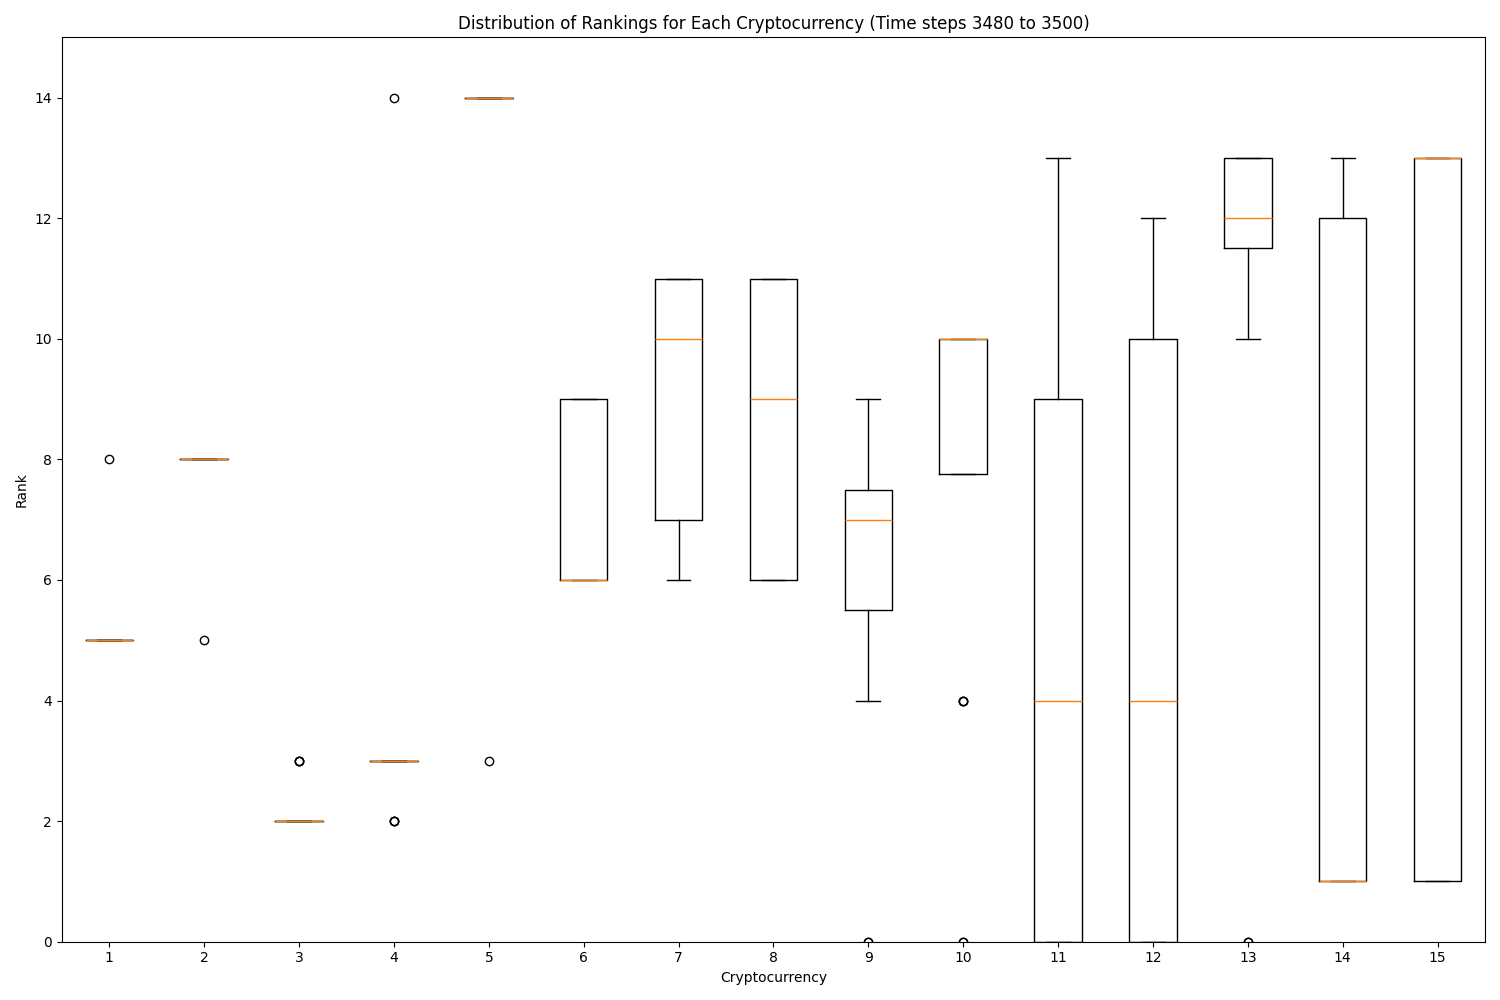 Distribution of Rankings for Each Cryptocurrency (Time steps 3480 to 3500)
Rank
14
12
10
8
6
4
2
0
1 2 3 4 5 6 7 8 9 10 11 12 13 14 15
Cryptocurrency